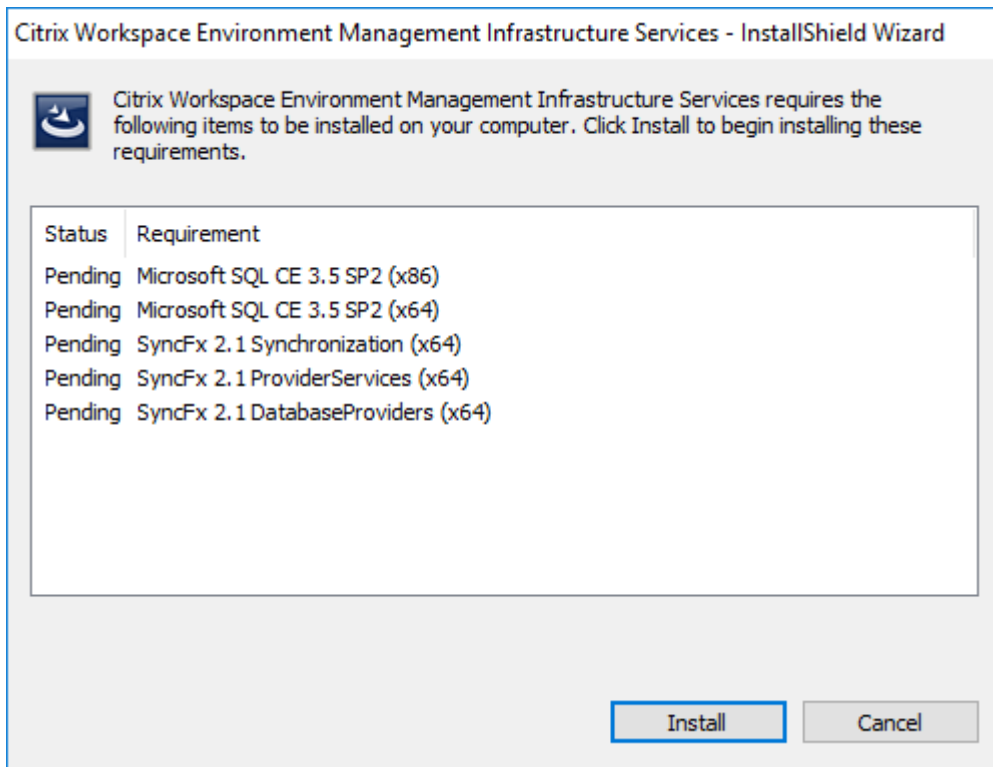 Citrix Workspace Environment Management Infrastructure Services - InstallShield Wizard
Citrix Workspace Environment Management Infrastructure Services requires the
following items to be installed on your computer. Click Install to begin installing these
requirements.
Status Requirement
Pending Microsoft SQL CE 3.5 SP2 (x86)
Pending Microsoft SQL CE 3.5 SP2 (x64)
Pending SyncFx 2.1 Synchronization (x64)
Pending SyncFx 2.1 ProviderServices (x64)
Pending SyncFx 2.1 DatabaseProviders (x64)
Install Cancel